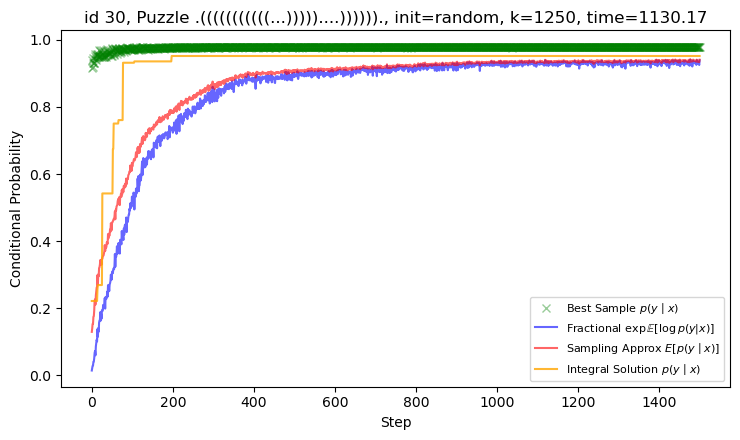 id 30, Puzzle .(((((((((((...)))))....))))))., init=random, k=1250, time=1130.17
1.0
0.8
0.6
0.4
0.2
0.0
Conditional Probability
Best Sample p(y | x)
Fractional exp𝔼[log p(y|x)]
Sampling Approx E[p(y | x)]
Integral Solution p(y | x)
0 200 400 600 800 1000 1200 1400
Step